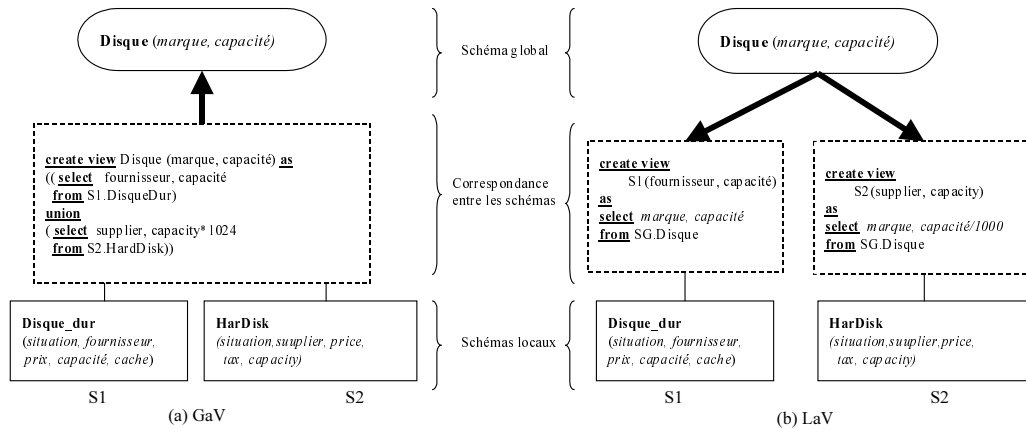 Disque (marque, capacité)
create view Disque (marque, capacité) as
(( select fournisseur, capacité
from S1.DisqueDur)
union
( select supplier, capacity*1024
from S2.HardDisk))
Disque_dur
(situation, fournisseur,
prix, capacité, cache)
S1
HarDisk
(situation,suuplier, price,
tax, capacity)
S2
(a) GaV
Schéma global
Correspondance
entre les schémas
Schémas locaux
Disque (marque, capacité)
create view
S1(fournisseur, capacité)
as
select marque, capacité
from SG.Disque
create view
S2(supplier, capacity)
as
select marque, capacité/1000
from SG.Disque
Disque_dur
(situation, fournisseur,
prix, capacité, cache)
S1
HarDisk
(situation,suuplier,price,
tax, capacity)
S2
(b) LaV